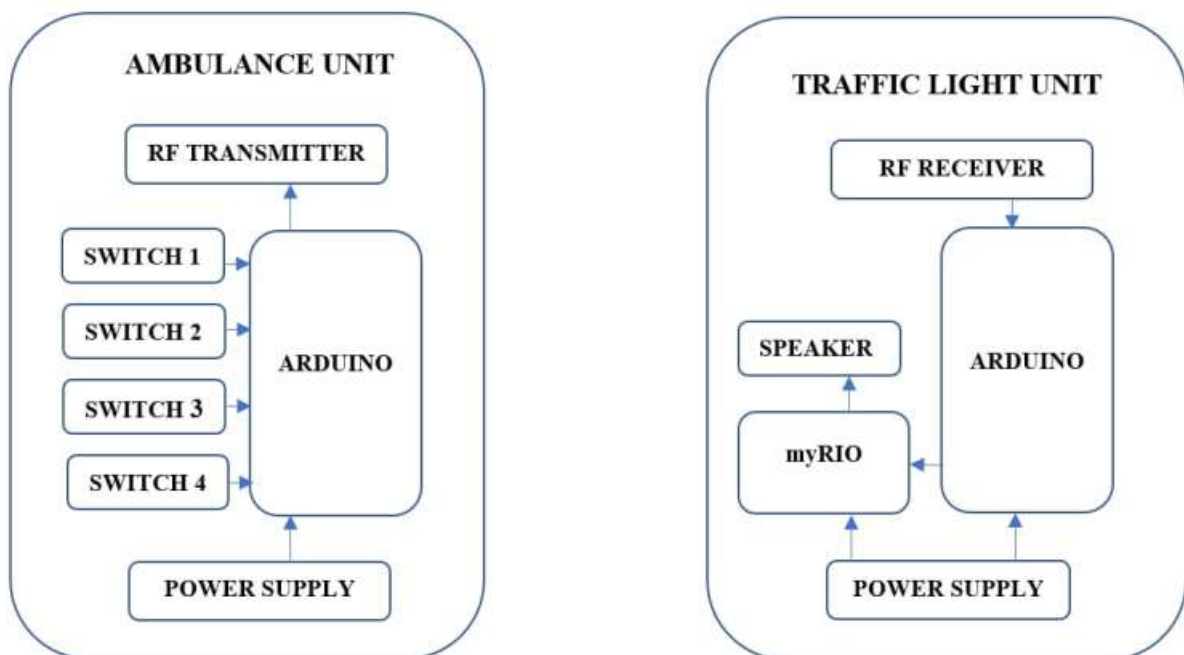 AMBULANCE UNIT
RF TRANSMITTER
SWITCH 1
SWITCH 2
SWITCH 3
SWITCH 4
ARDUINO
POWER SUPPLY
TRAFFIC LIGHT UNIT
RF RECEIVER
SPEAKER
ARDUINO
myRIO
POWER SUPPLY